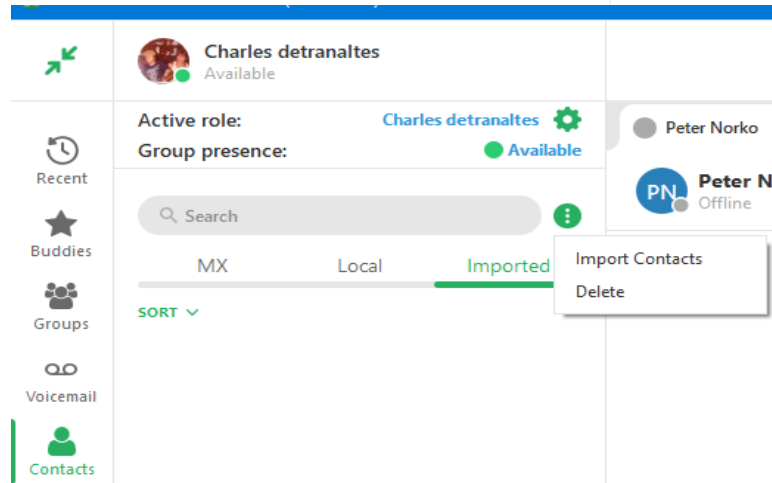 Charles detranaltes
Available
Active role:
Charles detranaltes
Group presence:
Available
Recent
Buddies
Groups
Voicemail
Contacts
Search
MX
Local
Imported
SORT
Import Contacts
Delete
Peter Norko
PN
Peter N
Offline